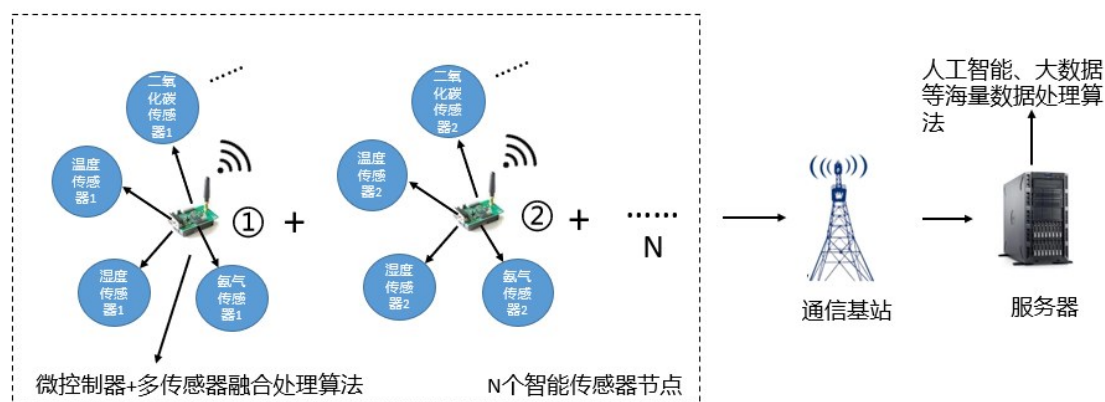 二氧
化碳
传感
器1
......
温度
传感
器1
湿度
传感
器1
氨气
传感
器1
①
+
二氧
化碳
传感
器2
......
温度
传感
器2
湿度
传感
器2
氨气
传感
器2
②
+
......
N
微控制器+多传感器融合处理算法
N个智能传感器节点
通信基站
人工智能、大数据
等海量数据处理算
法
服务器